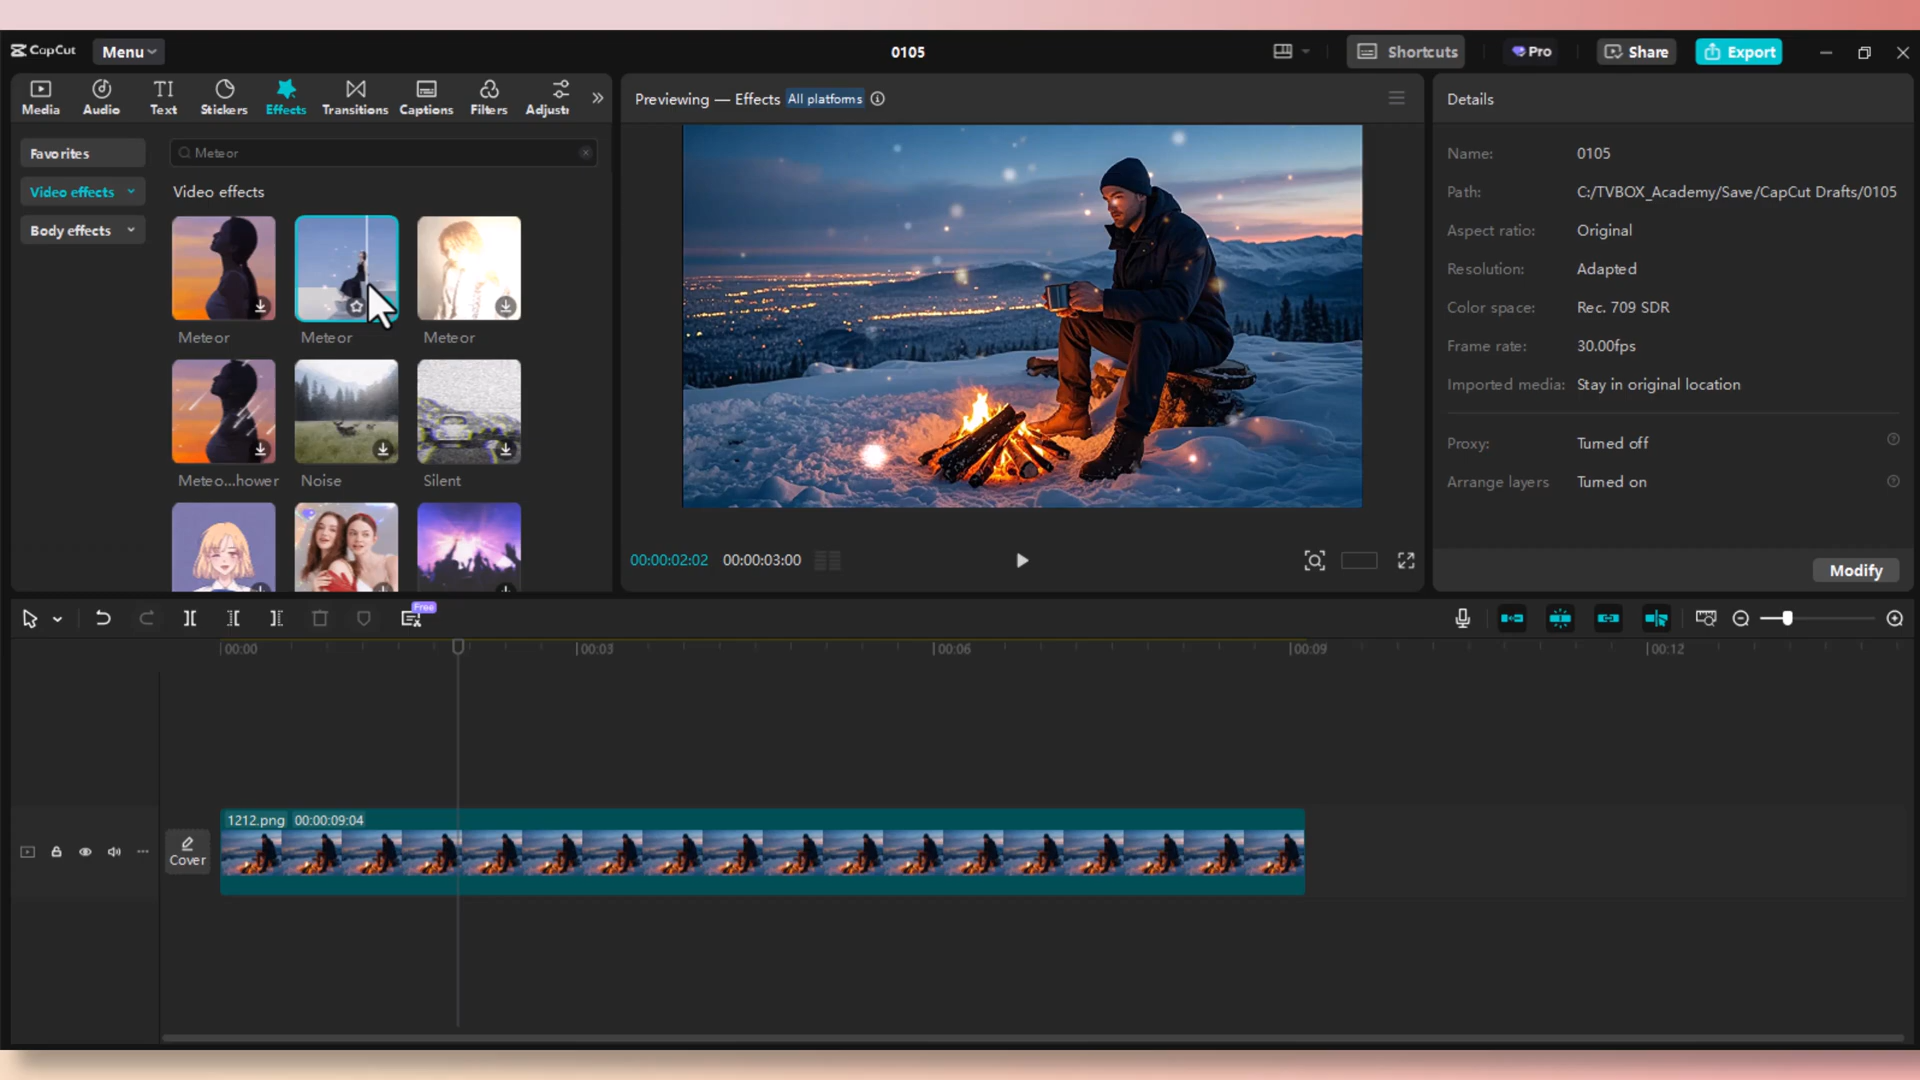 CapCut
Menu
0105
Shortcuts
Pro
Share
Export
Media
Audio
Text
Stickers
Effects
Transitions
Captions
Filters
Adjustr
Previewing — Effects
All platforms
Details
Favorites
Video effects
Body effects
Meteor
Video effects
Meteor
Meteor
Meteor
Meteo...hower
Noise
Silent
Name:
0105
Path:
C:/TVBOX_Academy/Save/CapCut Drafts/0105
Aspect ratio:
Original
Resolution:
Adapted
Color space:
Rec. 709 SDR
Frame rate:
30.00fps
Imported media:
Stay in original location
Proxy:
Turned off
Arrange layers
Turned on
Modify
00:00:02:02
00:00:03:00
Free
00:00
00:03
00:06
00:09
00:12
1212.png
00:00:09:04
Cover